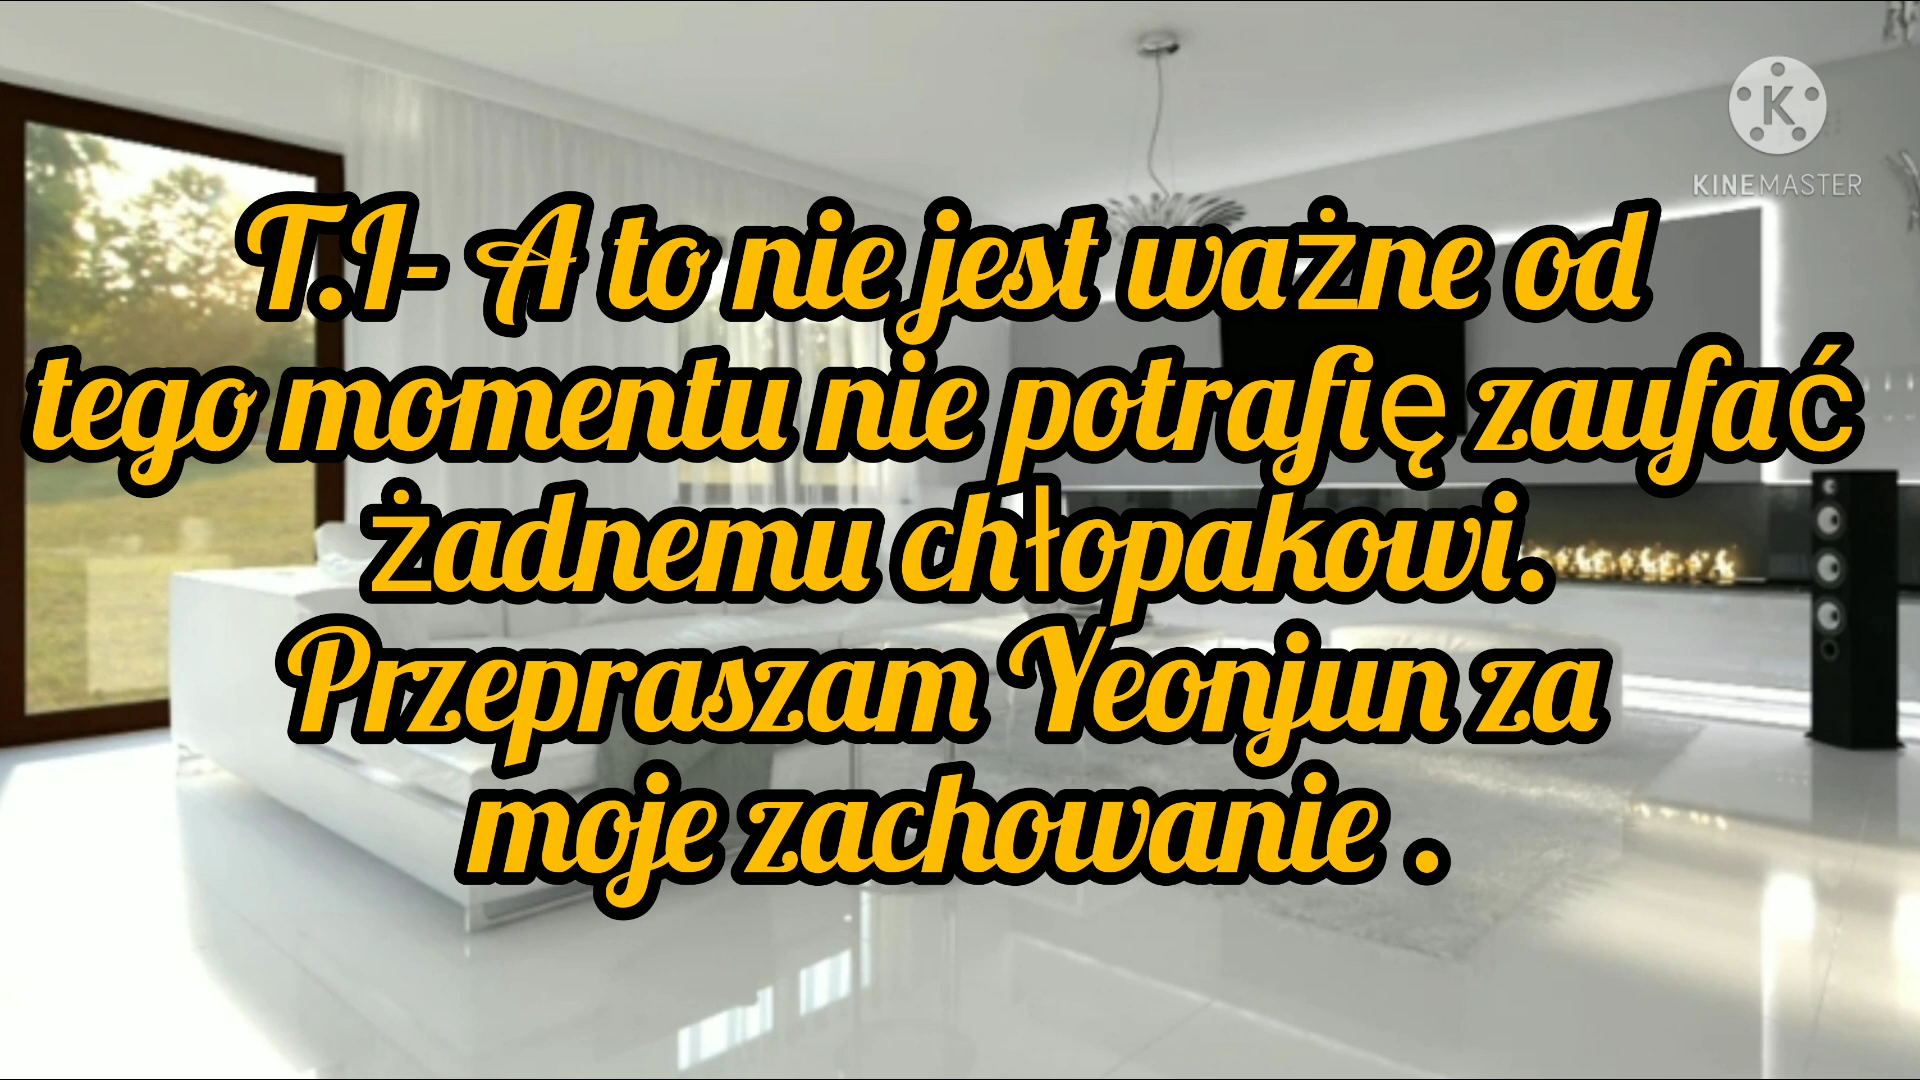 KINEMASTER
T.I- A to nie jest ważne od
tego momentu nie potrafię zaufać
żadnemu chłopakowi.
Przepraszam Yeonjun za
moje zachowanie .